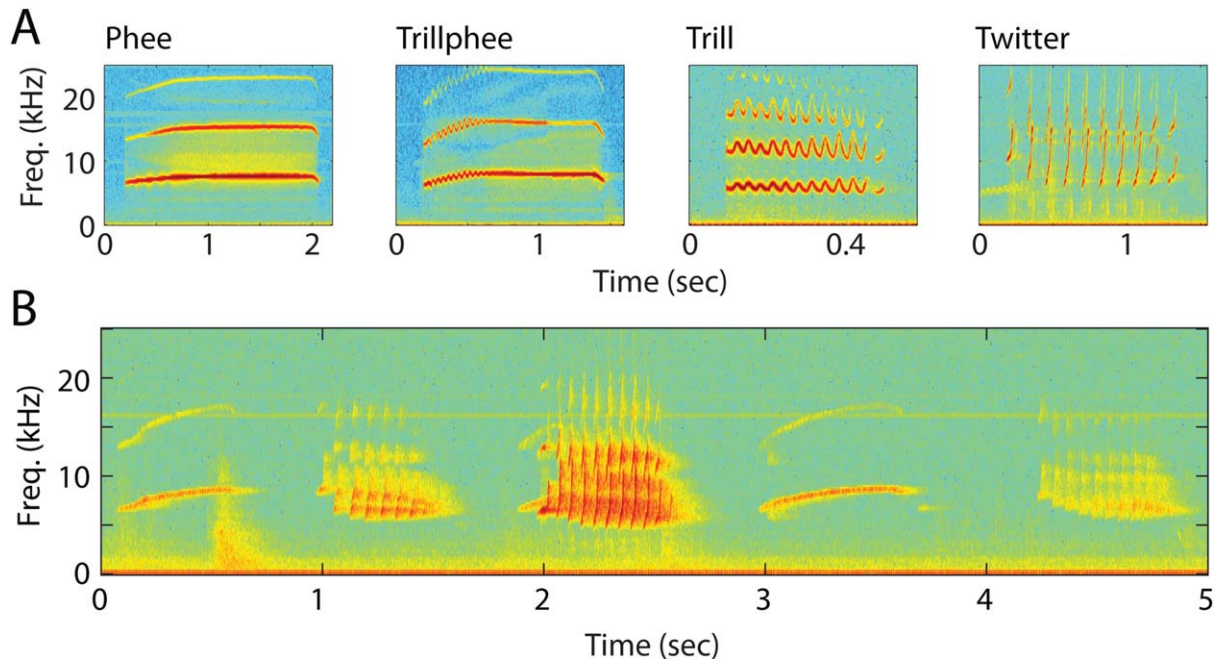 A
Phee Trillphee Trill Twitter
Freq. (kHz)
20
10
0
0 1 2 0 1 0 0.4 0 1
Time (sec)
B
Freq. (kHz)
20
10
0
0 1 2 3 4 5
Time (sec)